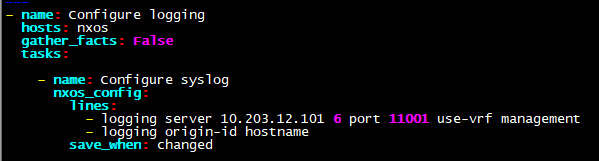 ---
- name: Configure logging
  hosts: nxos
  gather_facts: False
  tasks:

    - name: Configure syslog
      nxos_config:
        lines:
          - logging server 10.203.12.101 6 port 11001 use-vrf management
          - logging origin-id hostname
        save_when: changed